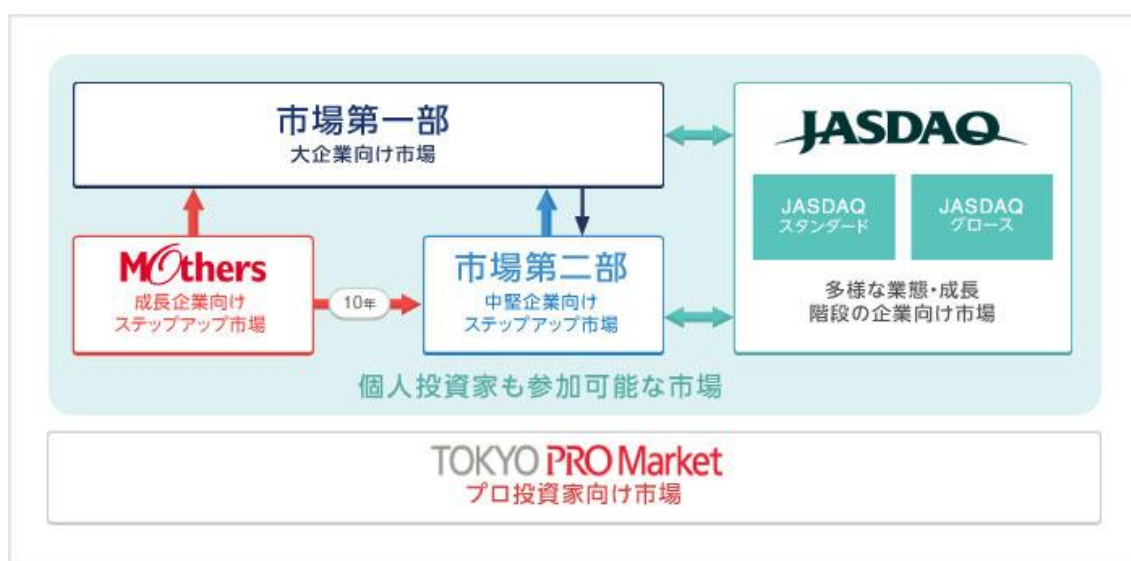 市場第一部
大企業向け市場
JASDAQ
JASDAQ
スタンダード
JASDAQ
グロース
多様な業態・成長
階段の企業向け市場
Mothers
成長企業向け
ステップアップ市場
10年
市場第二部
中堅企業向け
ステップアップ市場
個人投資家も参加可能な市場
TOKYO PRO Market
プロ投資家向け市場